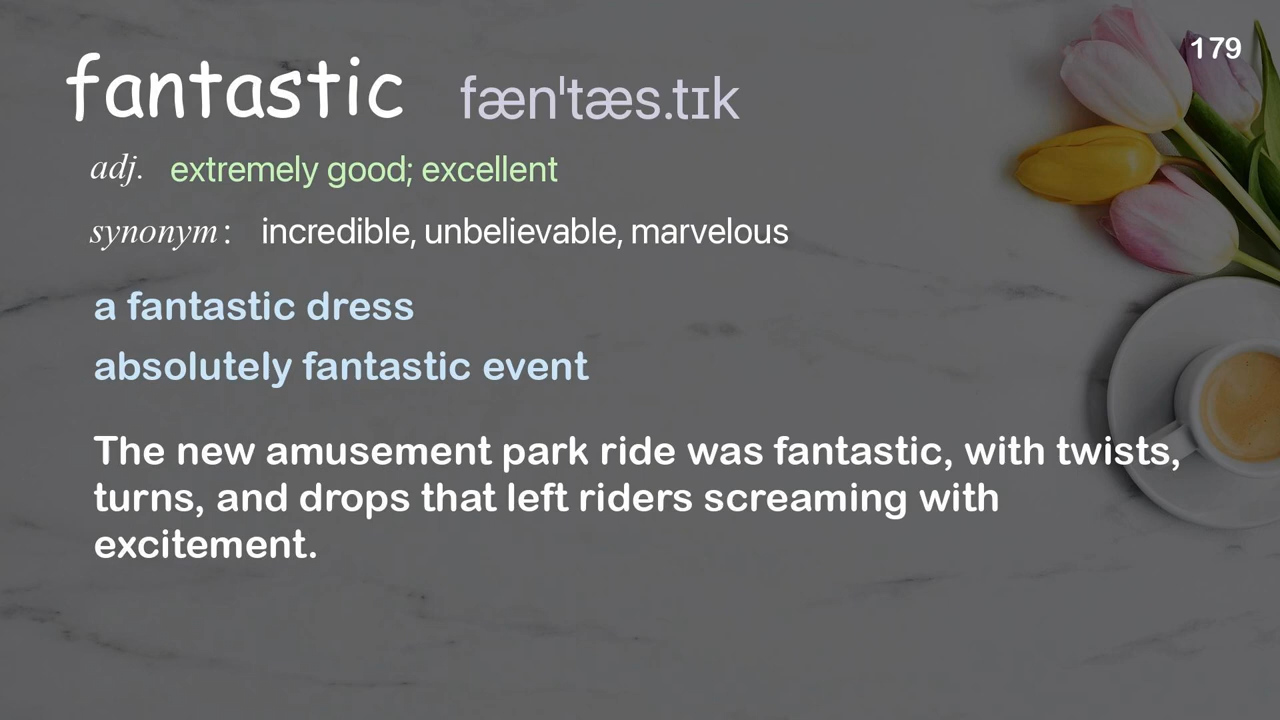 179
fantastic fæn'tæs.tɪk
adj. extremely good; excellent
synonym: incredible, unbelievable, marvelous
a fantastic dress
absolutely fantastic event
The new amusement park ride was fantastic, with twists,
turns, and drops that left riders screaming with
excitement.